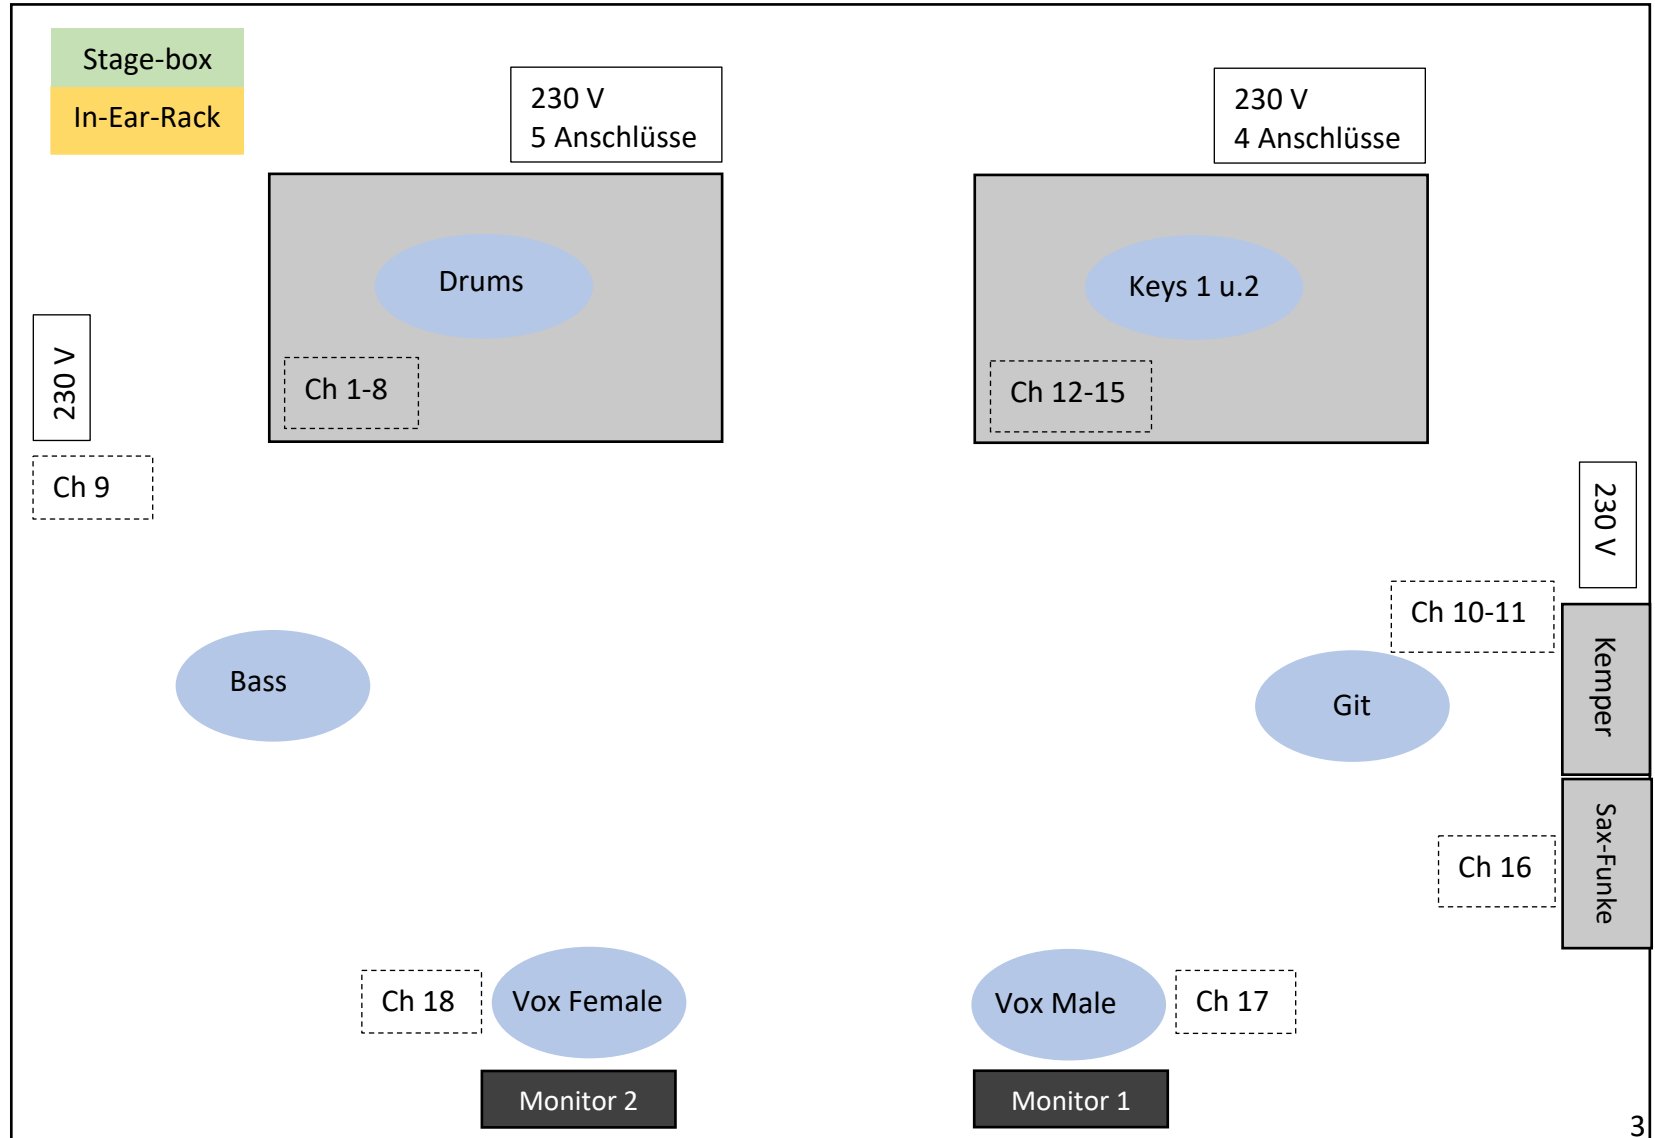 Stage-box
In-Ear-Rack
230 V
5 Anschlüsse
230 V
4 Anschlüsse
Drums
Keys 1 u.2
230 V
Ch 1-8
Ch 12-15
Ch 9
230 V
Ch 10-11
Bass
Git
Kemper
Sax-Funke
Ch 16
Ch 18
Vox Female
Vox Male
Ch 17
Monitor 2
Monitor 1
3